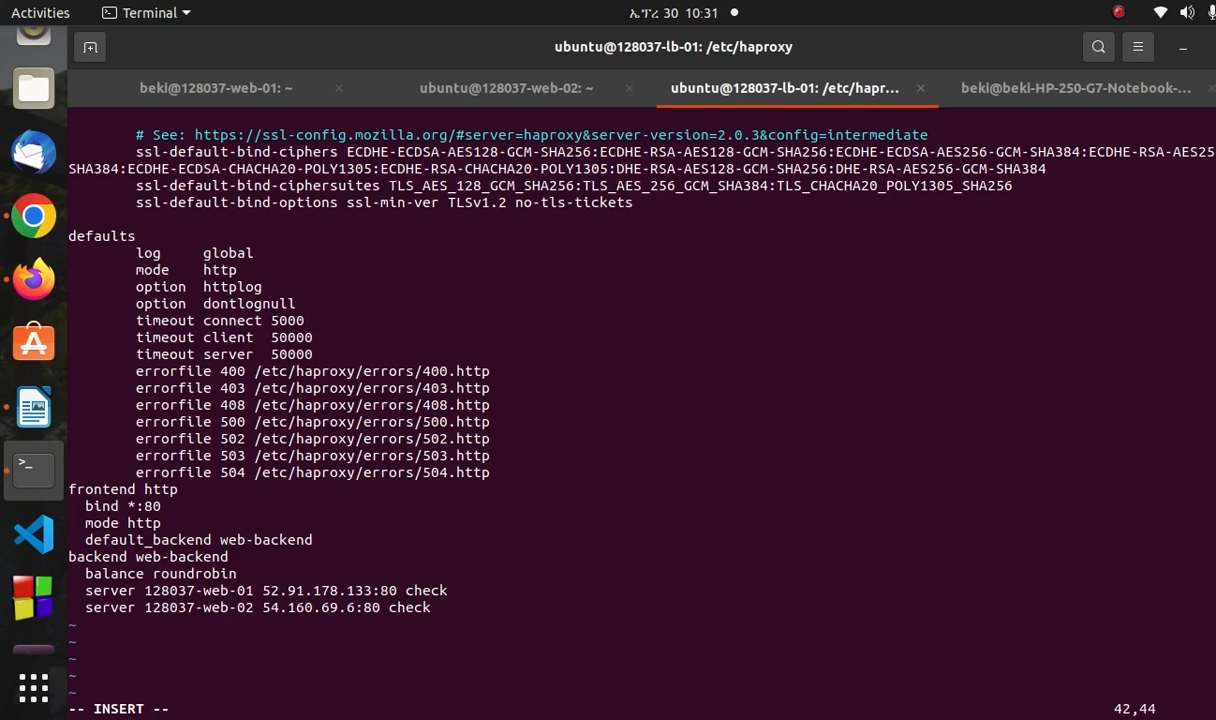 Activities
Terminal
ኤፕረ 30 10:31
ubuntu@128037-lb-01: /etc/haproxy
beki@128037-web-01: ~
ubuntu@128037-web-02: ~
ubuntu@128037-lb-01: /etc/hapr...
beki@beki-HP-250-G7-Notebook-...
# See: https://ssl-config.mozilla.org/#server=haproxy&server-version=2.0.3&config=intermediate
ssl-default-bind-ciphers ECDHE-ECDSA-AES128-GCM-SHA256:ECDHE-RSA-AES128-GCM-SHA256:ECDHE-ECDSA-AES256-GCM-SHA384:ECDHE-RSA-AES25
SHA384:ECDHE-ECDSA-CHACHA20-POLY1305:ECDHE-RSA-CHACHA20-POLY1305:DHE-RSA-AES128-GCM-SHA256:DHE-RSA-AES256-GCM-SHA384
ssl-default-bind-ciphersuites TLS_AES_128_GCM_SHA256:TLS_AES_256_GCM_SHA384:TLS_CHACHA20_POLY1305_SHA256
ssl-default-bind-options ssl-min-ver TLSv1.2 no-tls-tickets
defaults
log global
mode http
option httplog
option dontlognull
timeout connect 5000
timeout client 50000
timeout server 50000
errorfile 400 /etc/haproxy/errors/400.http
errorfile 403 /etc/haproxy/errors/403.http
errorfile 408 /etc/haproxy/errors/408.http
errorfile 500 /etc/haproxy/errors/500.http
errorfile 502 /etc/haproxy/errors/502.http
errorfile 503 /etc/haproxy/errors/503.http
errorfile 504 /etc/haproxy/errors/504.http
frontend http
bind *:80
mode http
default_backend web-backend
backend web-backend
balance roundrobin
server 128037-web-01 52.91.178.133:80 check
server 128037-web-02 54.160.69.6:80 check
~
~
~
~
~
-- INSERT --
42,44